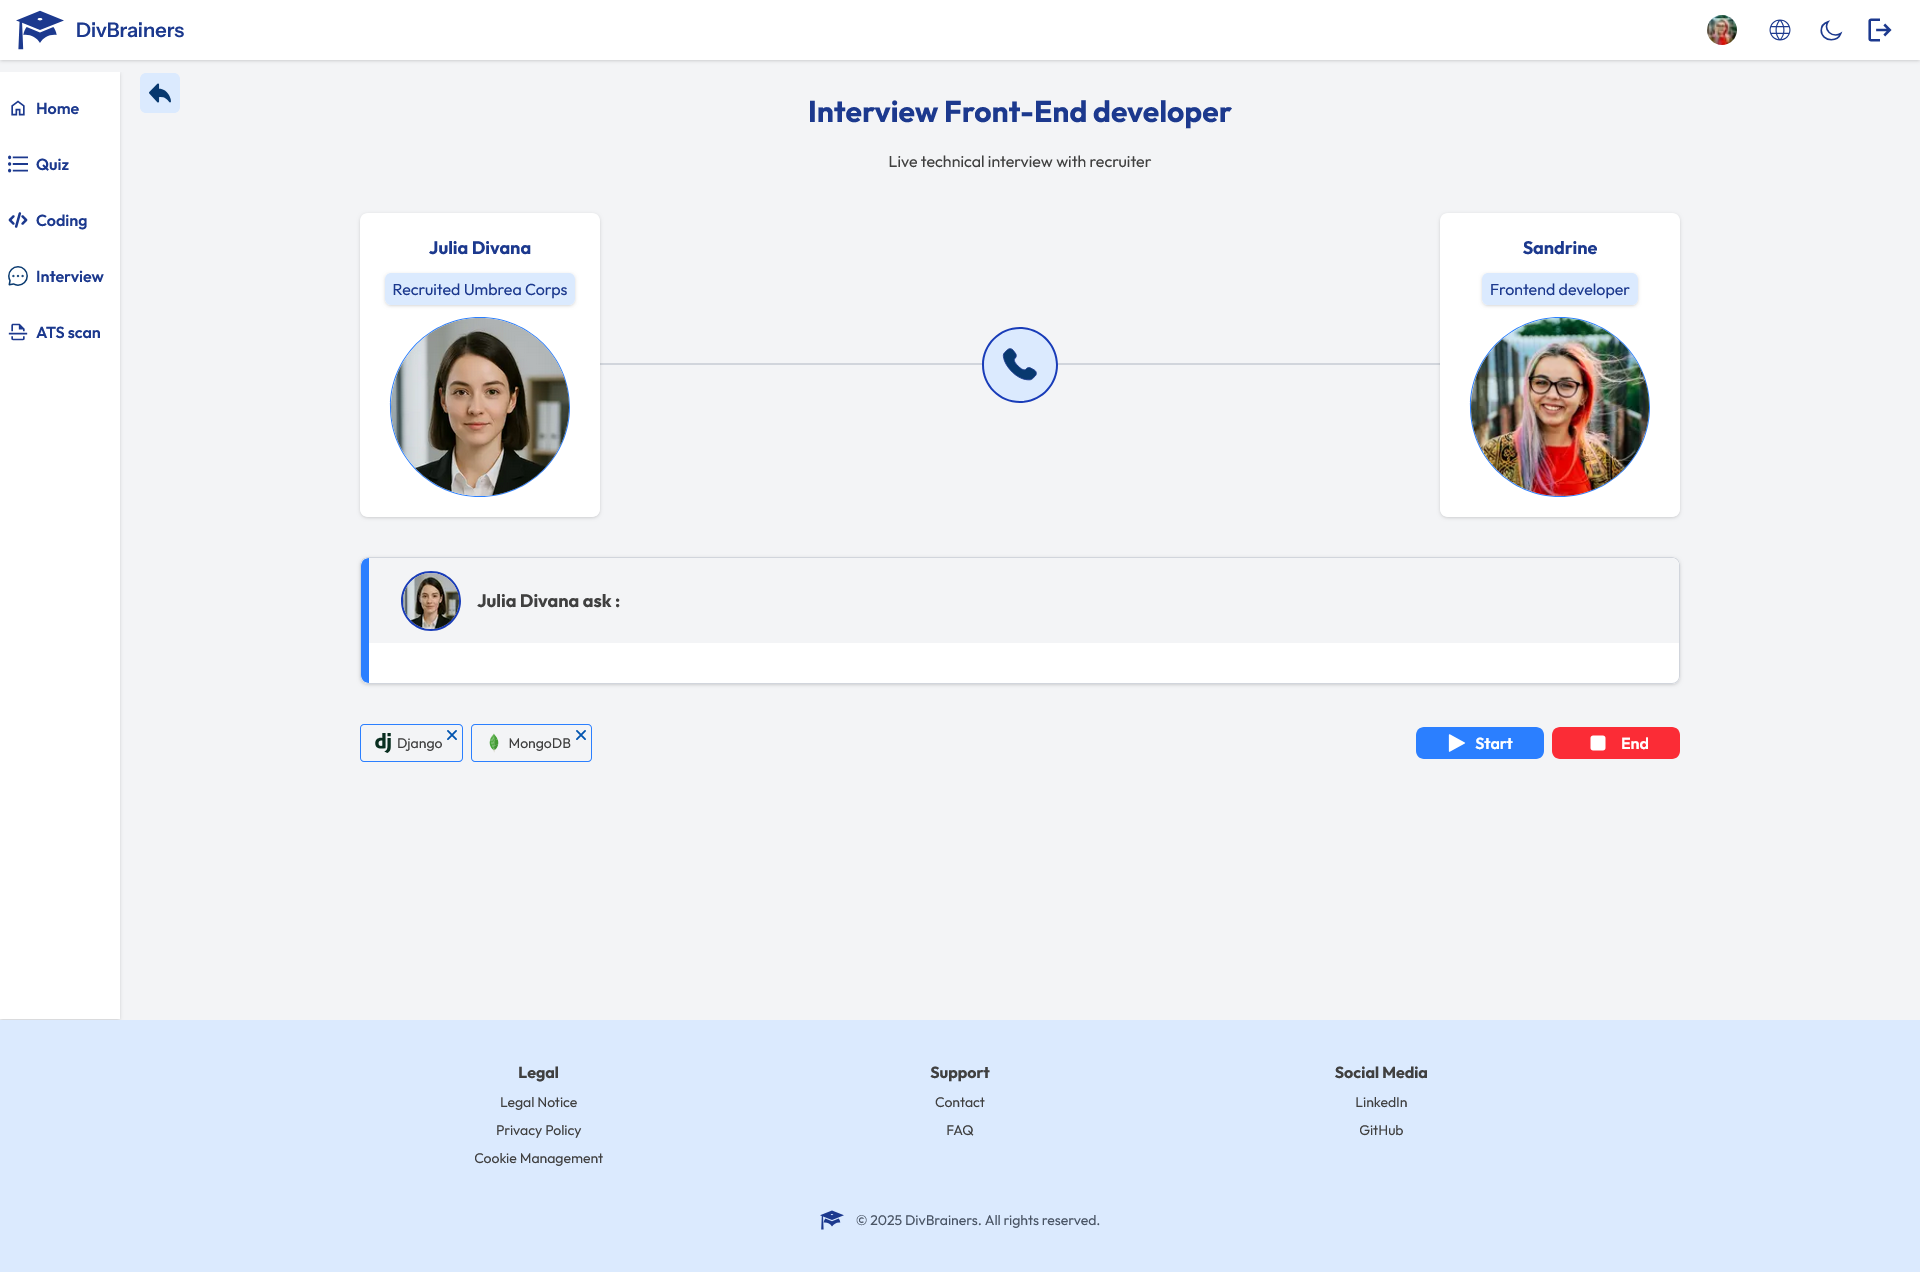 DivBrainers
Home
Quiz
Coding
Interview
ATS scan
Interview Front-End developer
Live technical interview with recruiter
Julia Divana
Recruited Umbrea Corps
Sandrine
Frontend developer
Julia Divana ask :
dj Django
MongoDB
Start
End
Legal
Legal Notice
Privacy Policy
Cookie Management
Support
Contact
FAQ
Social Media
LinkedIn
GitHub
© 2025 DivBrainers. All rights reserved.